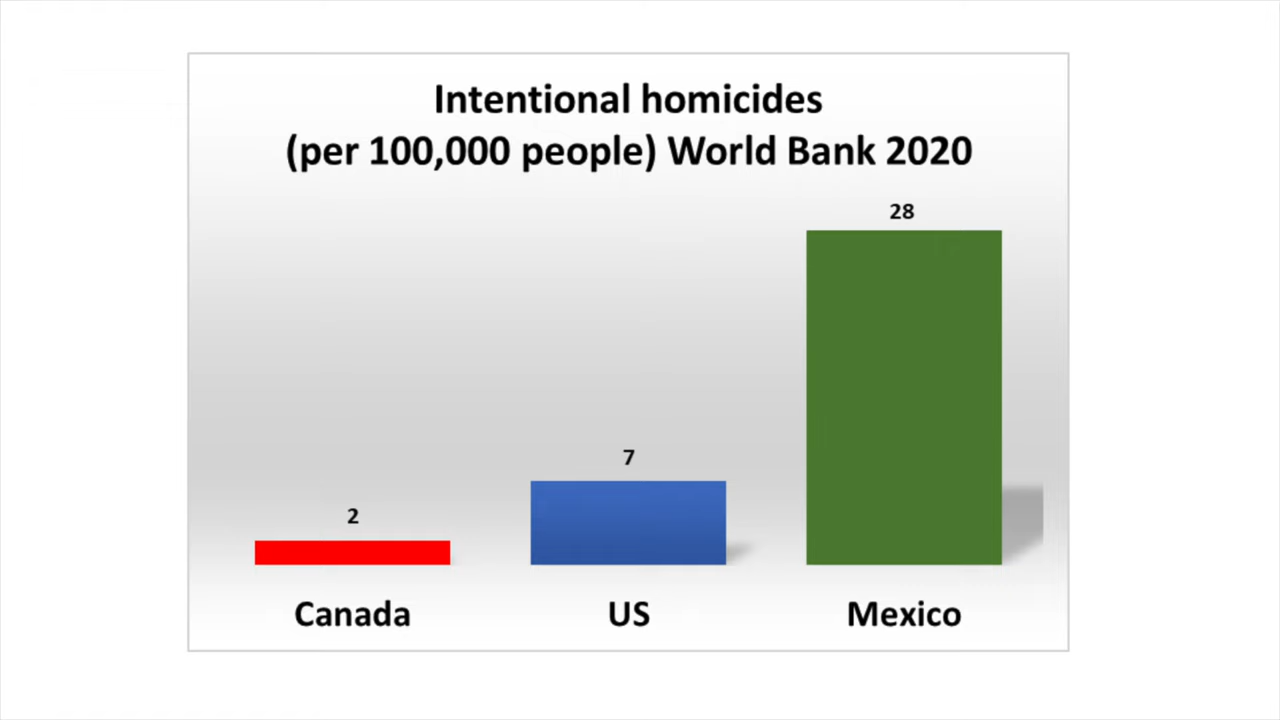 Intentional homicides
(per 100,000 people) World Bank 2020
28
7
2
Canada
US
Mexico